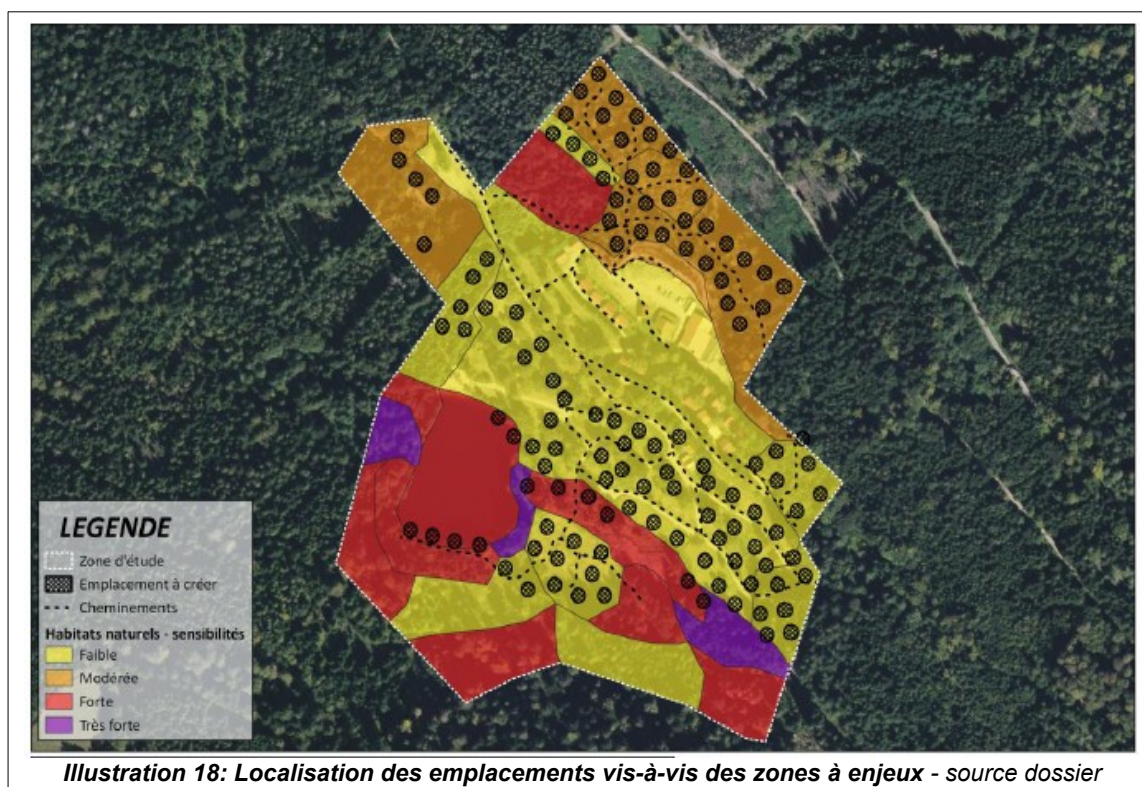 LEGENDE
Zone d'étude
Emplacement à créer
Cheminements
Habitats naturels - sensibilités
Faible
Modérée
Forte
Très forte
Illustration 18: Localisation des emplacements vis-à-vis des zones à enjeux - source dossier